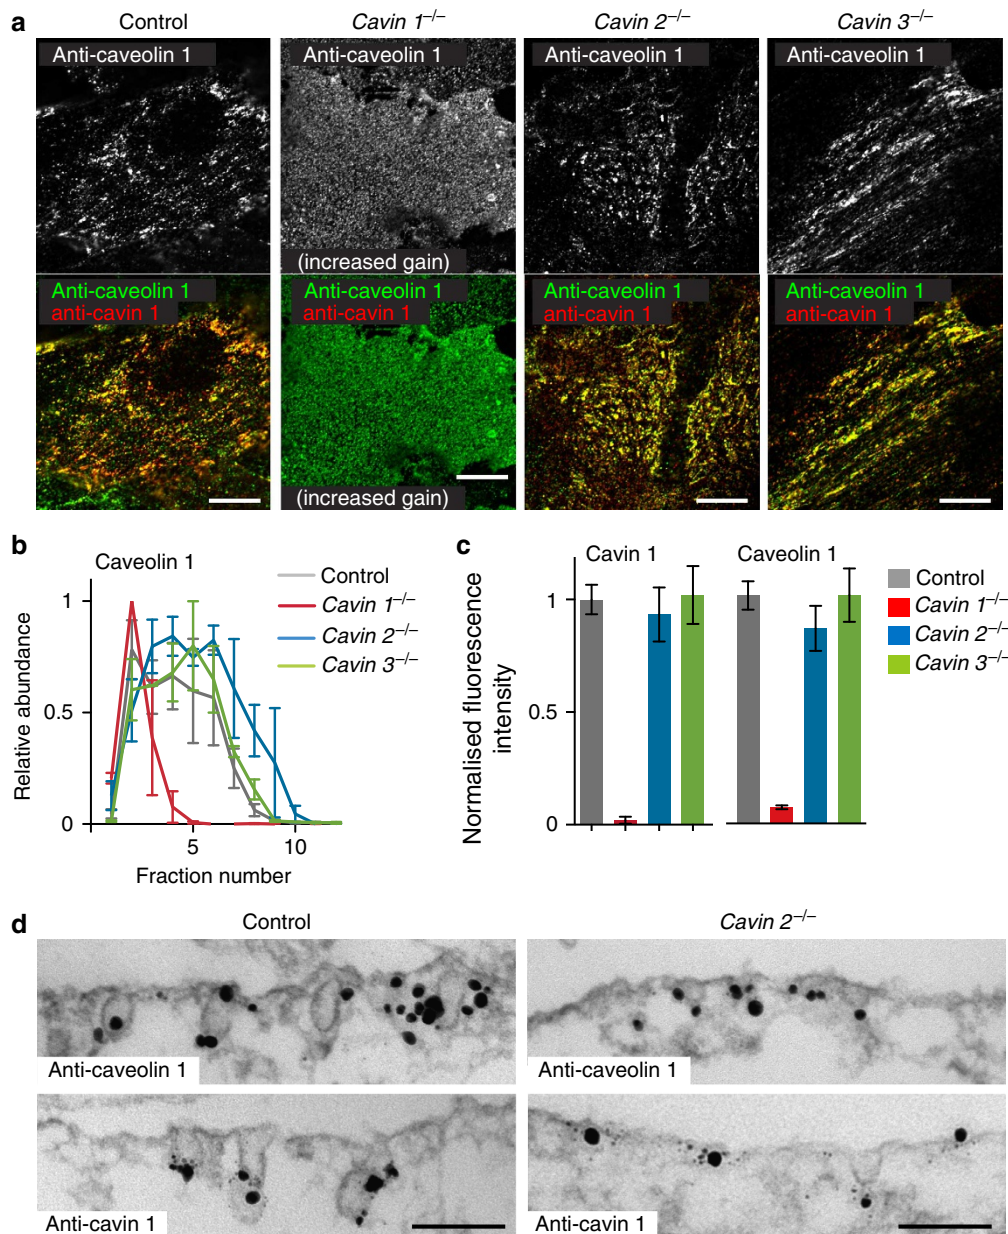 a
Control
Cavin 1–/–
Cavin 2–/–
Cavin 3–/–
Anti-caveolin 1
Anti-caveolin 1
Anti-caveolin 1
Anti-caveolin 1
(increased gain)
Anti-caveolin 1
anti-cavin 1
Anti-caveolin 1
anti-cavin 1
Anti-caveolin 1
anti-cavin 1
Anti-caveolin 1
anti-cavin 1
(increased gain)
b
Caveolin 1
Control
Cavin 1–/–
Cavin 2–/–
Cavin 3–/–
Relative abundance
1
0.5
0
5
10
Fraction number
c
Cavin 1
Caveolin 1
Normalised fluorescence
intensity
1
0.5
0
Control
Cavin 1–/–
Cavin 2–/–
Cavin 3–/–
d
Control
Cavin 2–/–
Anti-caveolin 1
Anti-caveolin 1
Anti-cavin 1
Anti-cavin 1